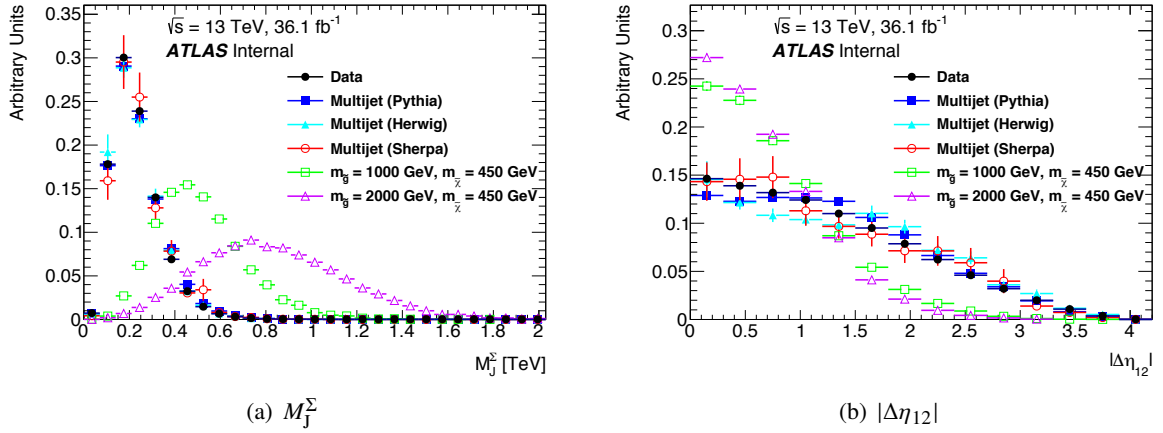 √s = 13 TeV, 36.1 fb⁻¹
ATLAS Internal
Arbitrary Units
0.3
0.25
0.2
0.15
0.1
0.05
0
Data
Multijet (Pythia)
Multijet (Herwig)
Multijet (Sherpa)
m_g̃ = 1000 GeV, m_χ̃ = 450 GeV
m_g̃ = 2000 GeV, m_χ̃ = 450 GeV
0 0.2 0.4 0.6 0.8 1 1.2 1.4 1.6 1.8 2
M_J^Σ [TeV]
(a) M_J^Σ
√s = 13 TeV, 36.1 fb⁻¹
ATLAS Internal
Arbitrary Units
0.3
0.25
0.2
0.15
0.1
0.05
0
Data
Multijet (Pythia)
Multijet (Herwig)
Multijet (Sherpa)
m_g̃ = 1000 GeV, m_χ̃ = 450 GeV
m_g̃ = 2000 GeV, m_χ̃ = 450 GeV
0 0.5 1 1.5 2 2.5 3 3.5 4
|Δη₁₂|
(b) |Δη₁₂|